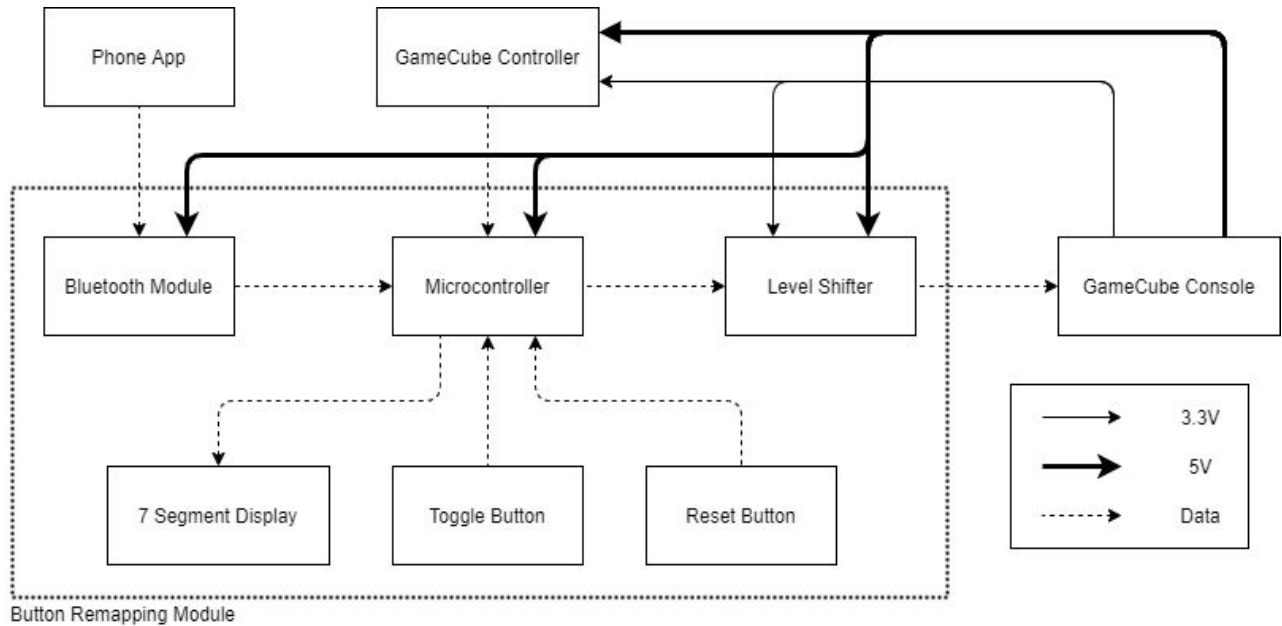 Phone App
GameCube Controller
Bluetooth Module
Microcontroller
Level Shifter
GameCube Console
3.3V
5V
Data
7 Segment Display
Toggle Button
Reset Button
Button Remapping Module